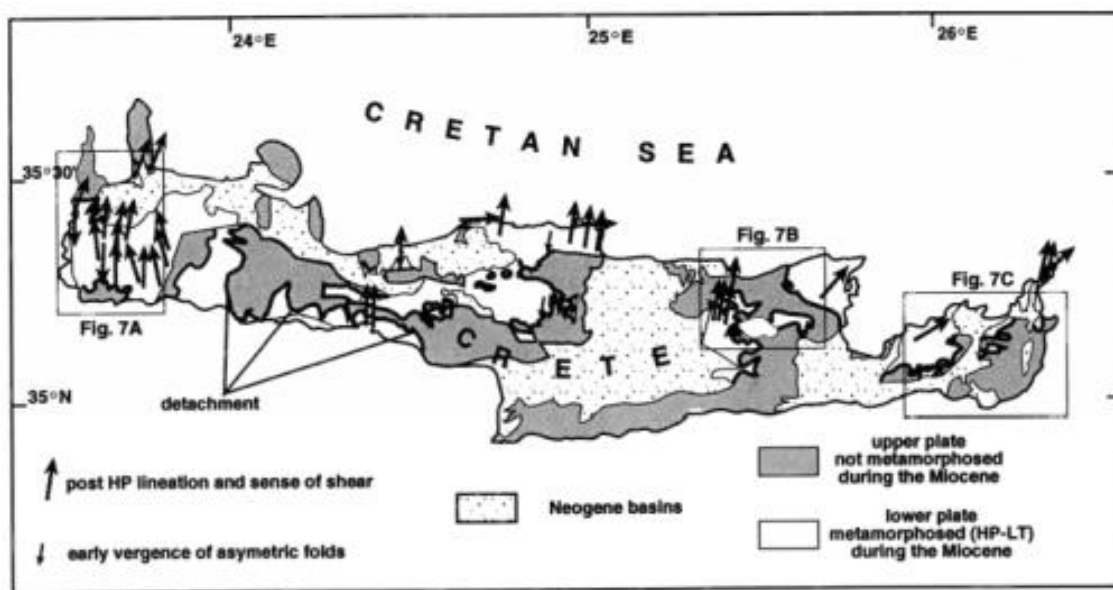 24°E
25°E
26°E
CRETAN SEA
35°30'
Fig. 7B
Fig. 7C
Fig. 7A
CRETE
35°N
detachment
upper plate
not metamorphosed
during the Miocene
post HP lineation and sense of shear
Neogene basins
lower plate
metamorphosed (HP-LT)
during the Miocene
early vergence of asymetric folds